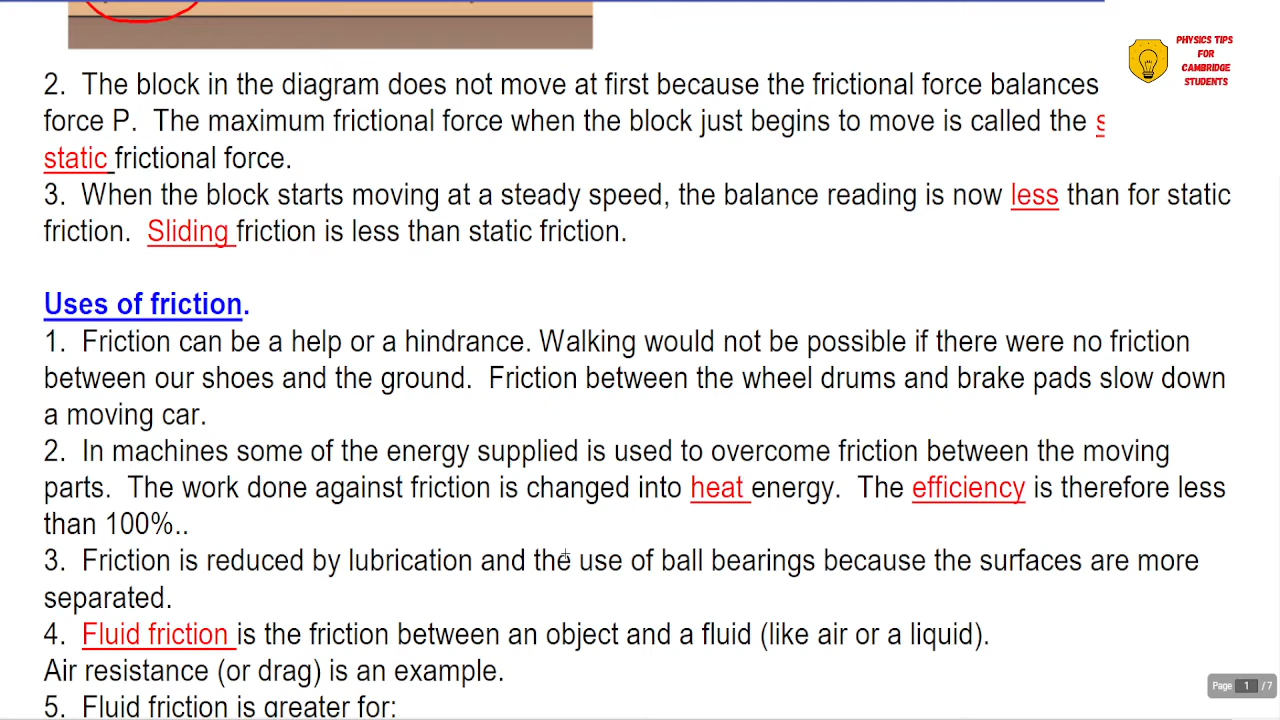 PHYSICS TIPS
FOR
CAMBRIDGE
STUDENTS
2. The block in the diagram does not move at first because the frictional force balances
force P. The maximum frictional force when the block just begins to move is called the
static frictional force.
3. When the block starts moving at a steady speed, the balance reading is now less than for static
friction. Sliding friction is less than static friction.
Uses of friction.
1. Friction can be a help or a hindrance. Walking would not be possible if there were no friction
between our shoes and the ground. Friction between the wheel drums and brake pads slow down
a moving car.
2. In machines some of the energy supplied is used to overcome friction between the moving
parts. The work done against friction is changed into heat energy. The efficiency is therefore less
than 100%..
3. Friction is reduced by lubrication and the use of ball bearings because the surfaces are more
separated.
4. Fluid friction is the friction between an object and a fluid (like air or a liquid).
Air resistance (or drag) is an example.
5. Fluid friction is greater for:
Page 1 / 7